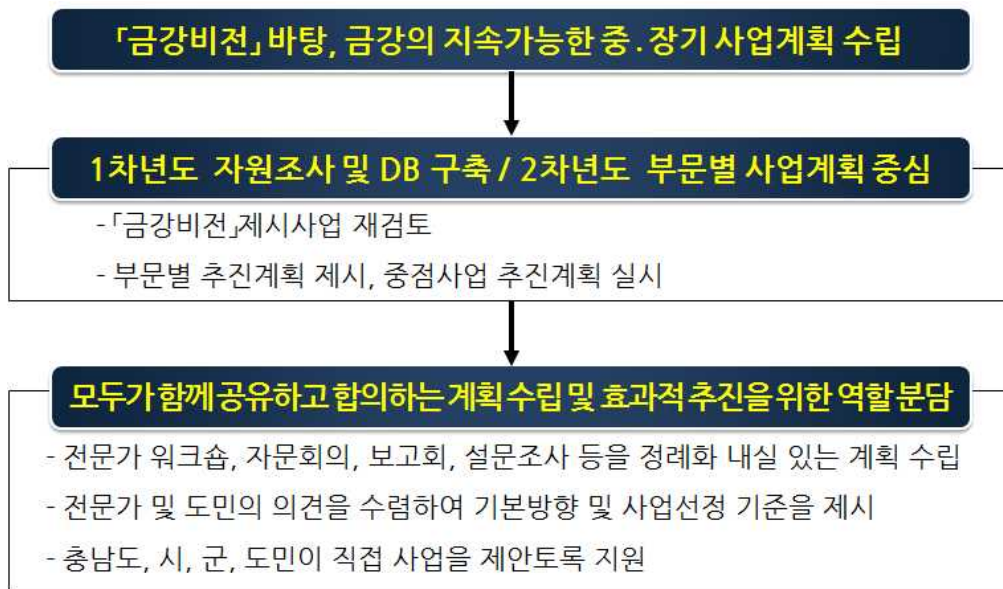 「금강비전」 바탕, 금강의 지속가능한 중.장기 사업계획 수립
1차년도 자원조사 및 DB 구축 / 2차년도 부문별 사업계획 중심
- 「금강비전」제시사업 재검토
- 부문별 추진계획 제시, 중점사업 추진계획 실시
모두가 함께 공유하고 합의하는 계획 수립 및 효과적 추진을 위한 역할 분담
- 전문가 워크숍, 자문회의, 보고회, 설문조사 등을 정례화 내실 있는 계획 수립
- 전문가 및 도민의 의견을 수렴하여 기본방향 및 사업선정 기준을 제시
- 충남도, 시, 군, 도민이 직접 사업을 제안토록 지원